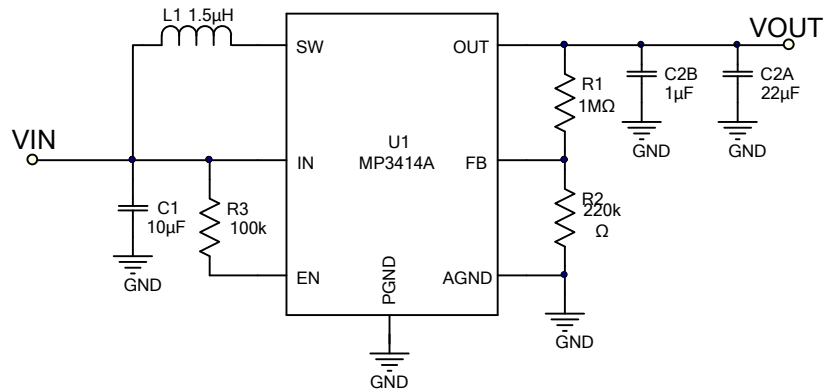 L1 1.5µH
VOUT
SW
OUT
C2B
1µF
C2A
22µF
R1
1MΩ
GND
GND
VIN
U1
MP3414A
IN
FB
C1
10µF
R3
100k
R2
220k
Ω
GND
EN
PGND
AGND
GND
GND